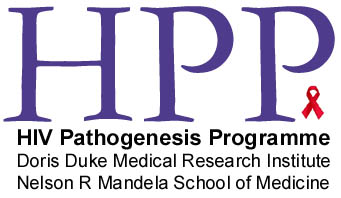 HPP
HIV Pathogenesis Programme
Doris Duke Medical Research Institute
Nelson R Mandela School of Medicine